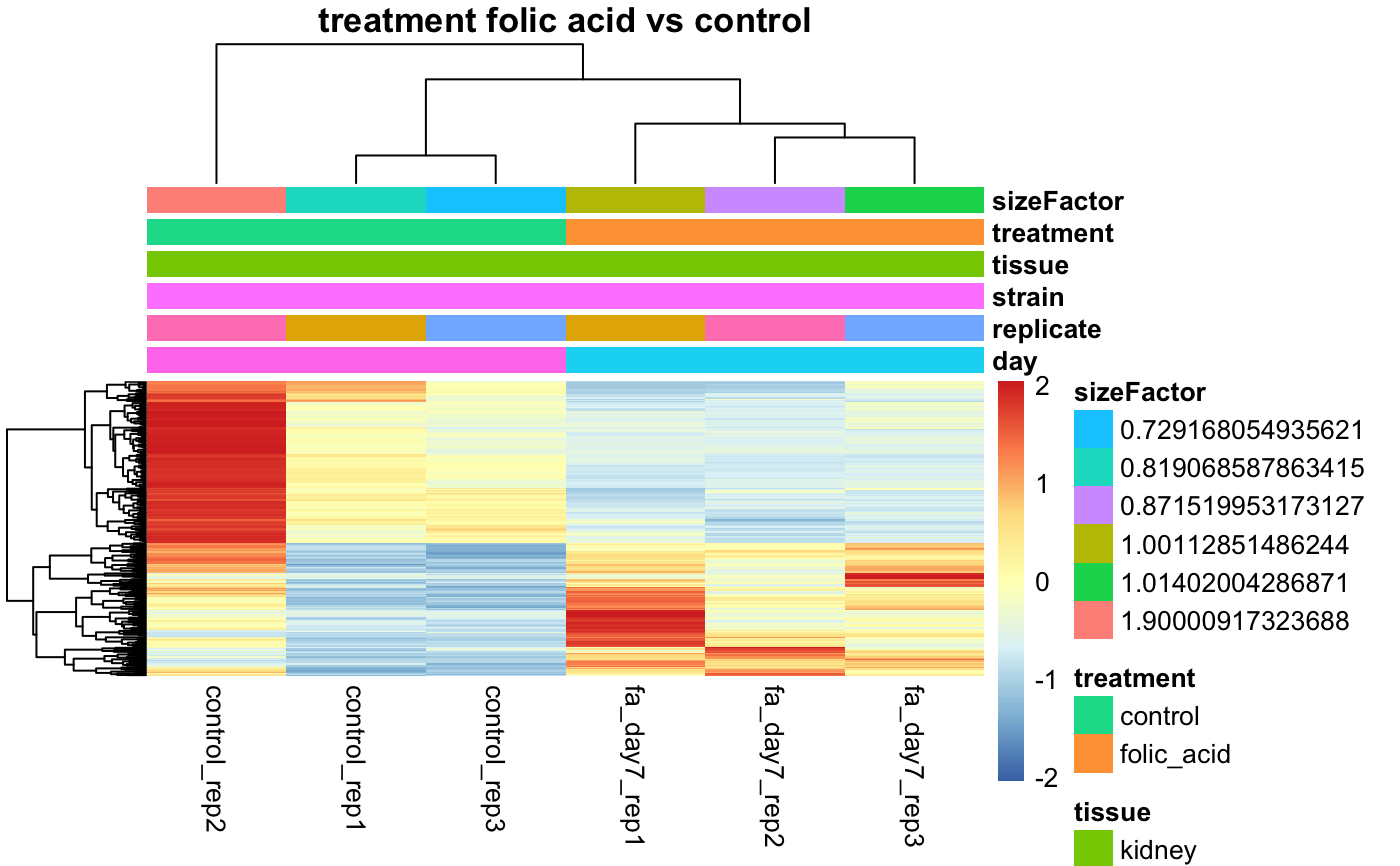 treatment folic acid vs control
sizeFactor
treatment
tissue
strain
replicate
day
2
1
0
-1
-2
sizeFactor
0.729168054935621
0.819068587863415
0.871519953173127
1.00112851486244
1.01402004286871
1.90000917323688
treatment
control
folic_acid
tissue
kidney
control_rep2
control_rep1
control_rep3
fa_day7_rep1
fa_day7_rep2
fa_day7_rep3